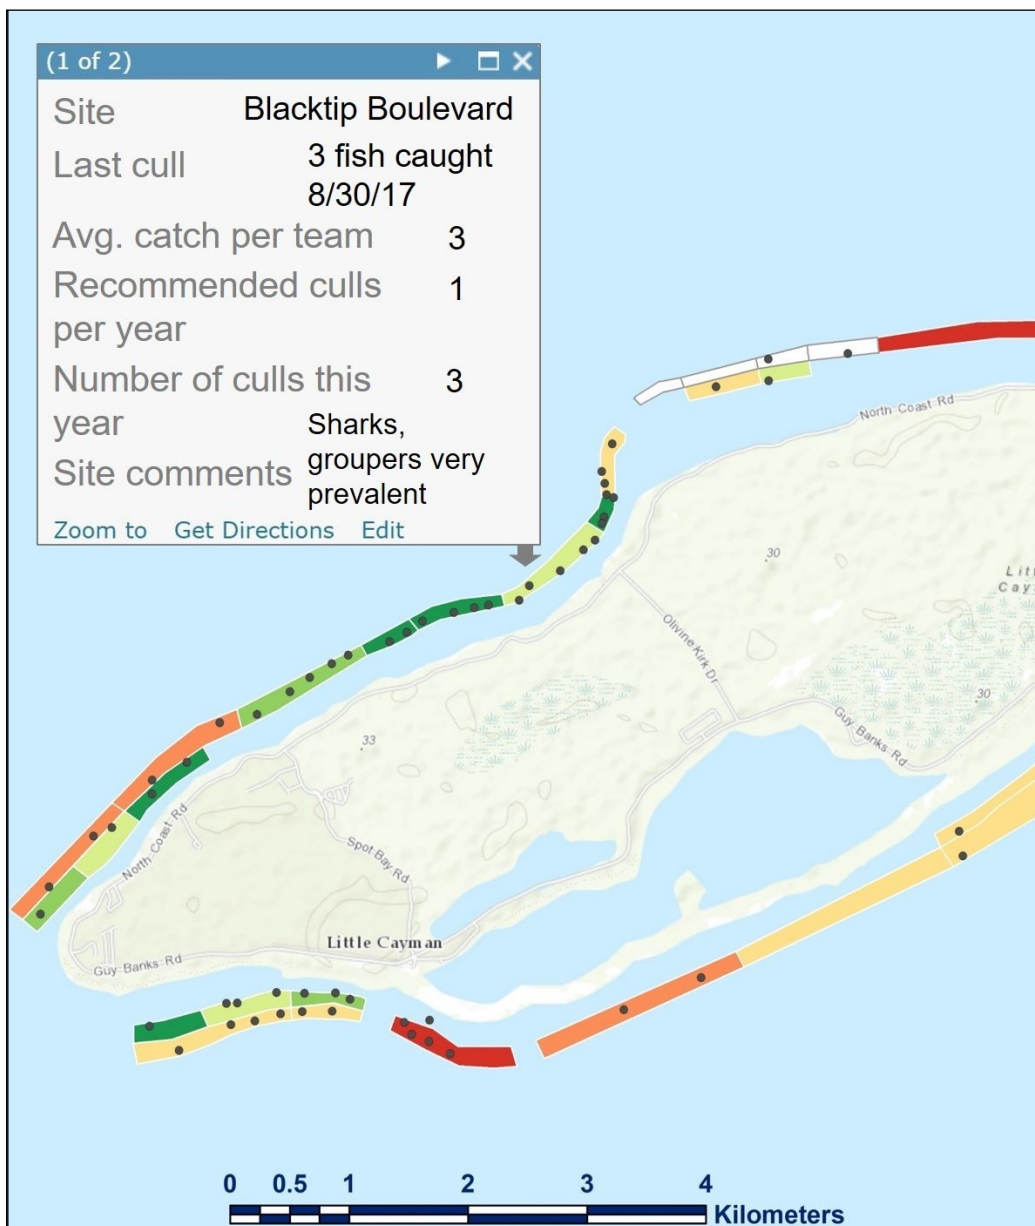 (1 of 2)
Site Blacktip Boulevard
Last cull 3 fish caught
8/30/17
Avg. catch per team 3
Recommended culls 1
per year
Number of culls this 3
year
Site comments Sharks,
groupers very
prevalent
Zoom to Get Directions Edit
North Coast Rd
30
Olivine Kirk Dr
30
Guy Banks Rd
33
North Coast Rd
Spot Bay Rd
Little Cayman
Guy Banks Rd
0 0.5 1 2 3 4
Kilometers